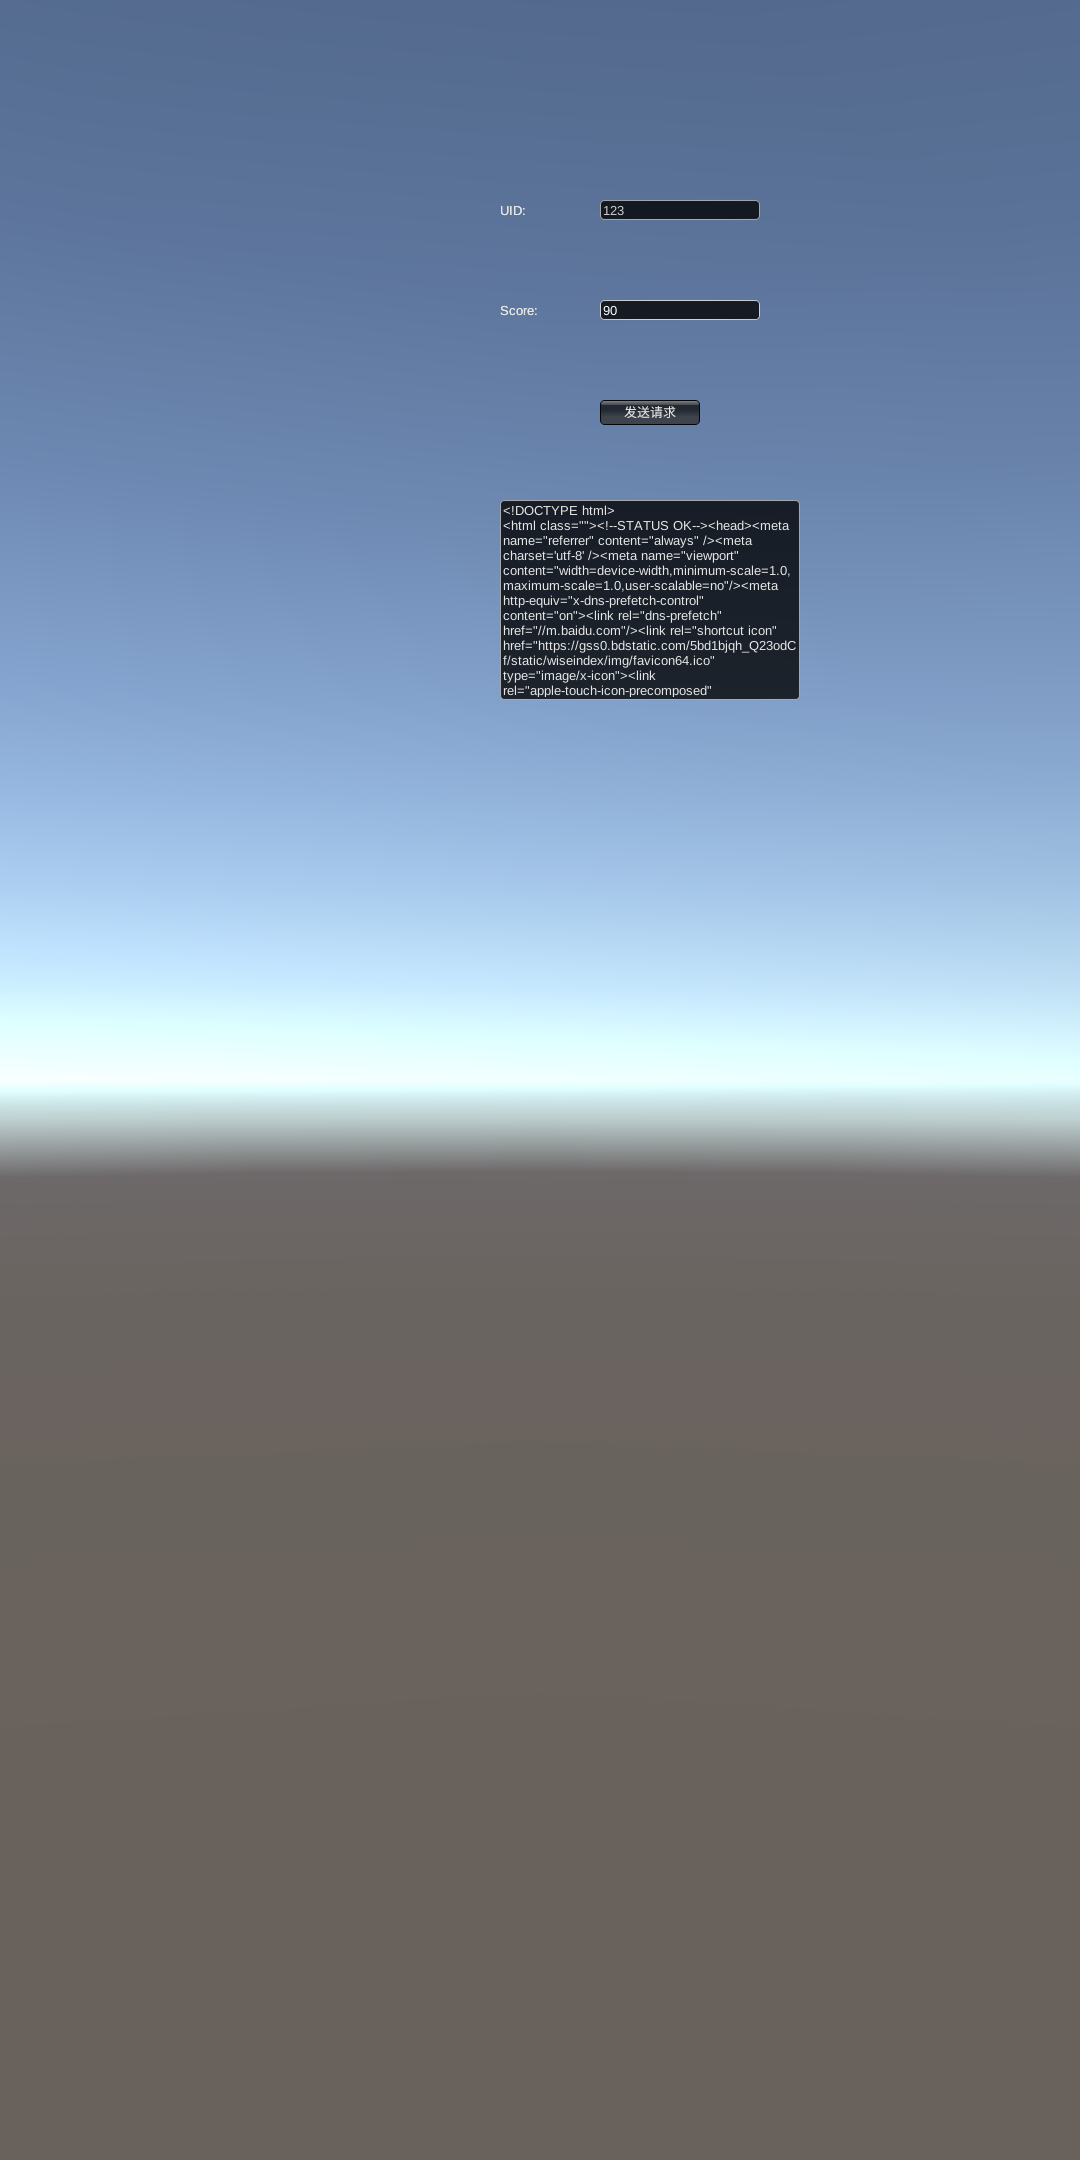 UID: 123
Score: 90
发送请求
<!DOCTYPE html>
<html class=""><!--STATUS OK--><head><meta
name="referrer" content="always" /><meta
charset='utf-8' /><meta name="viewport"
content="width=device-width,minimum-scale=1.0,
maximum-scale=1.0,user-scalable=no"/><meta
http-equiv="x-dns-prefetch-control"
content="on"><link rel="dns-prefetch"
href="//m.baidu.com"/><link rel="shortcut icon"
href="https://gss0.bdstatic.com/5bd1bjqh_Q23odC
f/static/wiseindex/img/favicon64.ico"
type="image/x-icon"><link
rel="apple-touch-icon-precomposed"